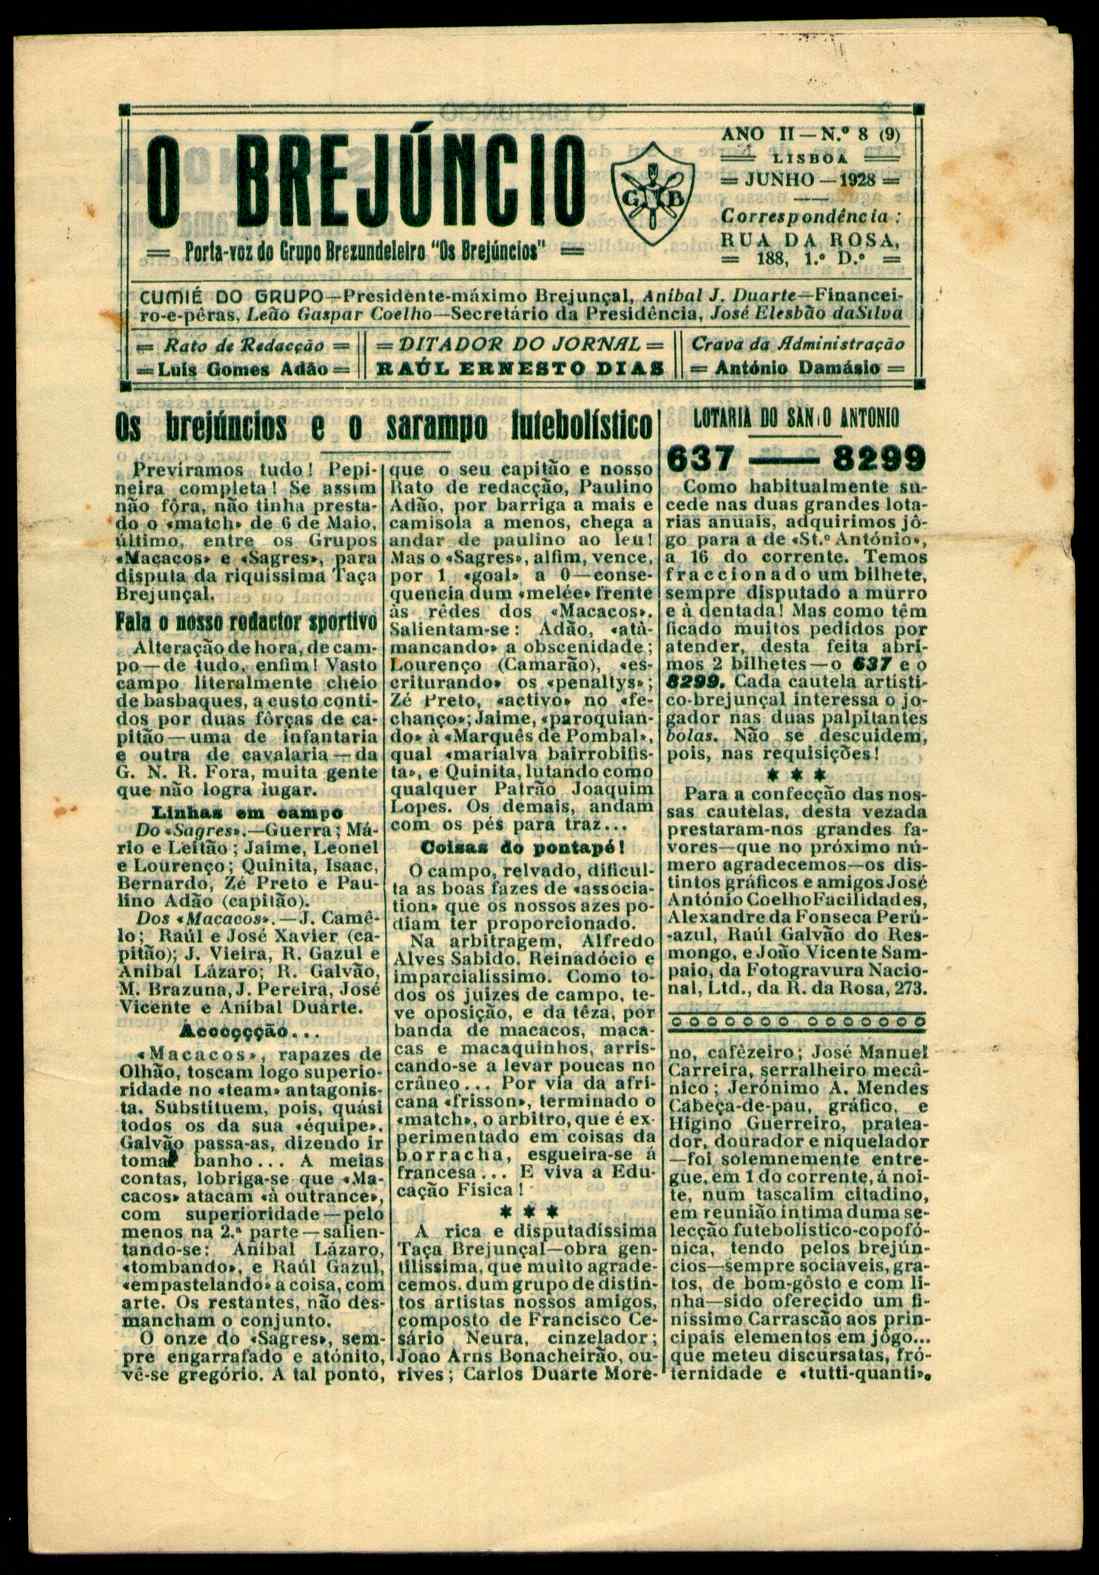 O BREJÚNCIO
Porta-voz do Grupo Brezundeleiro "Os Brejúncios"
G B
ANO II — N.º 8 (9)
LISBOA
JUNHO — 1928
Correspondência:
RUA DA ROSA,
188, 1.º D.º
CUMIÉ DO GRUPO—Presidente-máximo Brejunçal, Anibal J. Duarte—Financei-
ro-e-pêras, Leão Gaspar Coelho—Secretário da Presidência, José Elesbão da Silva
Rato de Redacção
Luís Gomes Adão
DITADOR DO JORNAL
RAÚL ERNESTO DIAS
Crava da Administração
António Damásio
Os brejúncios e o sarampo futebolístico
Previramos tudo! Pepi-
neira completa! Se assim
não fôra, não tinha presta-
do o «match» de 6 de Maio,
último, entre os Grupos
«Macacos» e «Sagres», para
disputa da riquíssima Taça
Brejunçal.
Fala o nosso redactor sportivo
Alteração de hora, de cam-
po—de tudo, enfim! Vasto
campo literalmente cheio
de basbaques, a custo conti-
dos por duas fôrças de ca-
pitão—uma de infantaria
e outra de cavalaria—da
G. N. R. Fora, muita gente
que não logra lugar.
Linhas em campo
Do «Sagres».—Guerra; Má-
rio e Leitão; Jaime, Leonel
e Lourenço; Quinita, Isaac,
Bernardo, Zé Preto e Pau-
lino Adão (capitão).
Dos «Macacos».—J. Camê-
lo; Raúl e José Xavier (ca-
pitão); J. Vieira, R. Gazul e
Anibal Lázaro; R. Galvão,
M. Brazuna, J. Pereira, José
Vicente e Anibal Duarte.
Acocççção...
«Macacos», rapazes de
Olhão, toscam logo superio-
ridade no «team» antagonis-
ta. Substituem, pois, quási
todos os da sua «équipe».
Galvão passa-as, dizendo ir
tomar banho... A meias
contas, lobriga-se que «Ma-
cacos» atacam «à outrance»,
com superioridade—pelo
menos na 2.ª parte—salien-
tando-se: Aníbal Lázaro,
«tombando», e Raúl Gazul,
«empastelando» a coisa, com
arte. Os restantes, não des-
mancham o conjunto.
O onze do «Sagres», sem-
pre engarrafado e atónito,
vê-se gregório. A tal ponto,
que o seu capitão e nosso
Rato de redacção, Paulino
Adão, por barriga a mais e
camisola a menos, chega a
andar de paulino ao leu!
Mas o «Sagres», alfim, vence,
por 1 «goal» a 0—conse-
quencia dum «melée» frente
às rêdes dos «Macacos».
Salientam-se: Adão, «atá-
mancando» a obscenidade;
Lourenço (Camarão), «es-
criturando» os «penaltys»;
Zé Preto, «activo» no «fe-
chanço»; Jaime, «paroquian-
do» à «Marquês de Pombal»,
qual «marialva bairrobifis-
ta», e Quinita, lutando como
qualquer Patrão Joaquim
Lopes. Os demais, andam
com os pés para traz...
Coisas do pontapé!
O campo, relvado, dificul-
ta as boas fazes de «associa-
tion» que os nossos azes po-
diam ter proporcionado.
Na arbitragem, Alfredo
Alves Sabido. Reinadócio e
imparcialíssimo. Como to-
dos os juizes de campo, te-
ve oposição, e da têza, por
banda de macacos, maca-
cas e macaquinhos, arris-
cando-se a levar poucas no
crâneo... Por via da afri-
cana «frisson», terminado o
«match», o arbitro, que é ex-
perimentado em coisas da
borracha, esgueira-se á
francesa... E viva a Edu-
cação Física!
* * *
A rica e disputadíssima
Taça Brejunçal—obra gen-
tilíssima, que muito agrade-
cemos, dum grupo de distin-
tos artistas nossos amigos,
composto de Francisco Ce-
sário Neura, cinzelador;
Joao Arns Bonacheirão, ou-
rives; Carlos Duarte More-
LOTARIA DO SANTO ANTONIO
637 — 8299
Como habitualmente su-
cede nas duas grandes lota-
rias anuais, adquirimos jô-
go para a de «St.º António»,
a 16 do corrente. Temos
fraccionado um bilhete,
sempre disputado a murro
e à dentada! Mas como têm
ficado muitos pedidos por
atender, desta feita abri-
mos 2 bilhetes—o 637 e o
8299. Cada cautela artísti-
co-brejunçal interessa o jo-
gador nas duas palpitantes
bolas. Não se descuidem,
pois, nas requisições!
* * *
Para a confecção das nos-
sas cautelas, desta vezada
prestaram-nos grandes fa-
vores—que no próximo nú-
mero agradecemos—os dis-
tintos gráficos e amigos José
António Coelho Facilidades,
Alexandre da Fonseca Perú-
-azul, Raúl Galvão do Res-
mongo, e João Vicente Sam-
paio, da Fotogravura Nacio-
nal, Ltd., da R. da Rosa, 273.
no, cafèzeiro; José Manuel
Carreira, serralheiro mecâ-
nico; Jerónimo A. Mendes
Cabeça-de-pau, gráfico, e
Higino Guerreiro, pratea-
dor, dourador e niquelador
—foi solemnemente entre-
gue, em 1 do corrente, á noi-
te, num tascalim citadino,
em reunião intima duma se-
lecção futebolistico-copofó-
nica, tendo pelos brejún-
cios—sempre sociaveis, gra-
tos, de bom-gôsto e com li-
nha—sido oferecido um fi-
níssimo Carrascão aos prin-
cipais elementos em jôgo...
que meteu discursatas, fró-
ternidade e «tutti-quanti».